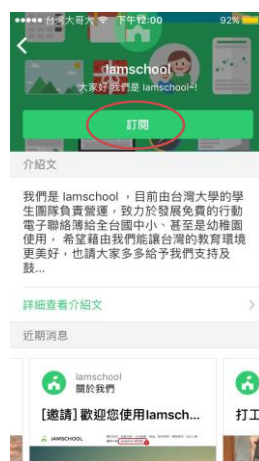 台灣大哥大 下午12:00 92%
Iamschool
大家好 我們是 Iamschool~!
訂閱
介紹文
我們是 Iamschool ，目前由台灣大學的學
生團隊負責營運，致力於發展免費的行動
電子聯絡簿給全台國中小、甚至是幼稚園
使用， 希望藉由我們能讓台灣的教育環境
更美好，也請大家多多給予我們支持及
鼓...
詳細查看介紹文
近期消息
Iamschool
關於我們
[邀請] 歡迎您使用Iamsch...
打工
IAMSCHOOL